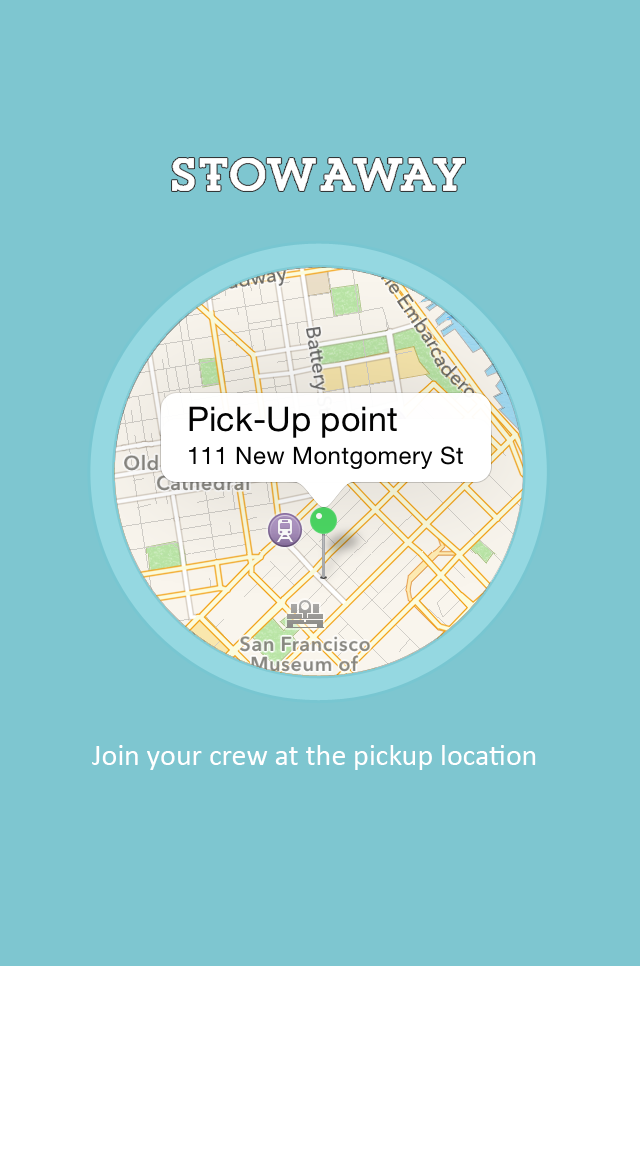 STOWAWAY
The Embarcadero
Battery
Pick-Up point
111 New Montgomery St
Old
Cathedral
San Francisco
Museum of
Join your crew at the pickup location